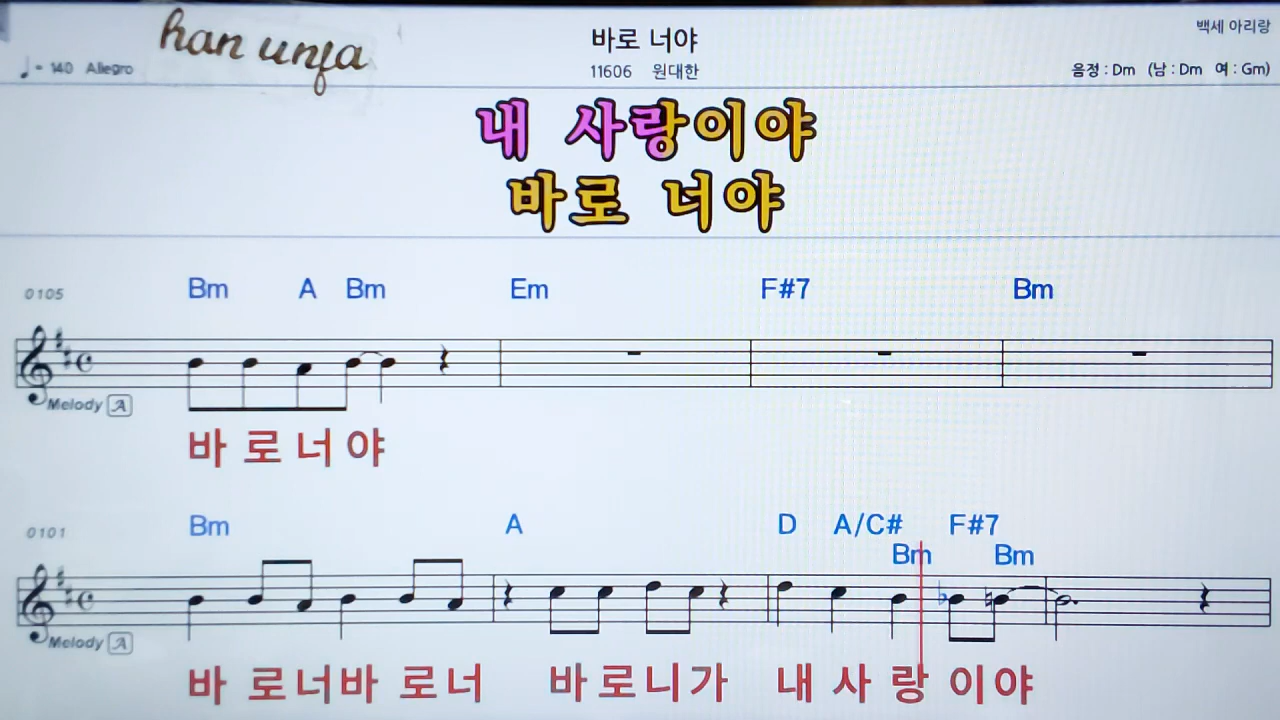 han unfa
바로 너야
백세 아리랑
♩ = 140 Allegro
11606 원대한
음정 : Dm (남 : Dm 여 : Gm)
내 사랑이야
바로 너야
0105 Bm A Bm Em F#7 Bm
Melody A
바 로 너 야
0101 Bm A D A/C# F#7
Bm Bm
Melody A
바 로너바 로너 바로니가 내 사 랑 이야